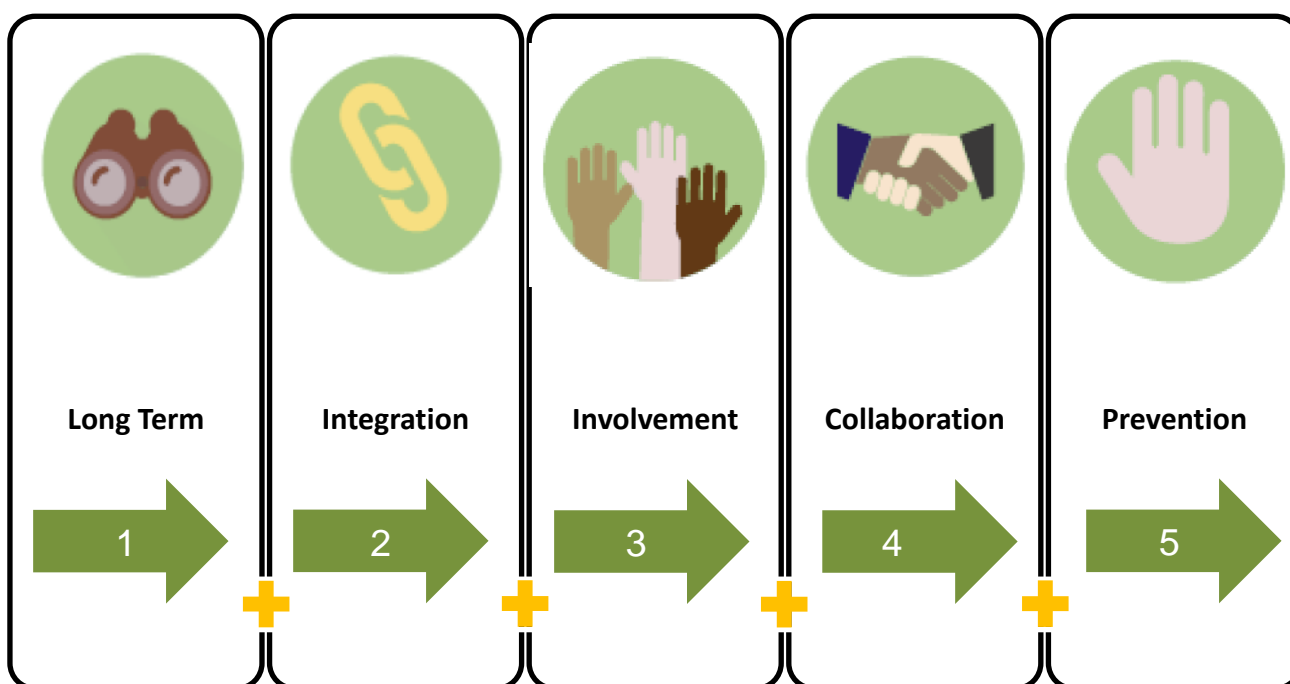 Long Term
Integration
Involvement
Collaboration
Prevention
1
2
3
4
5